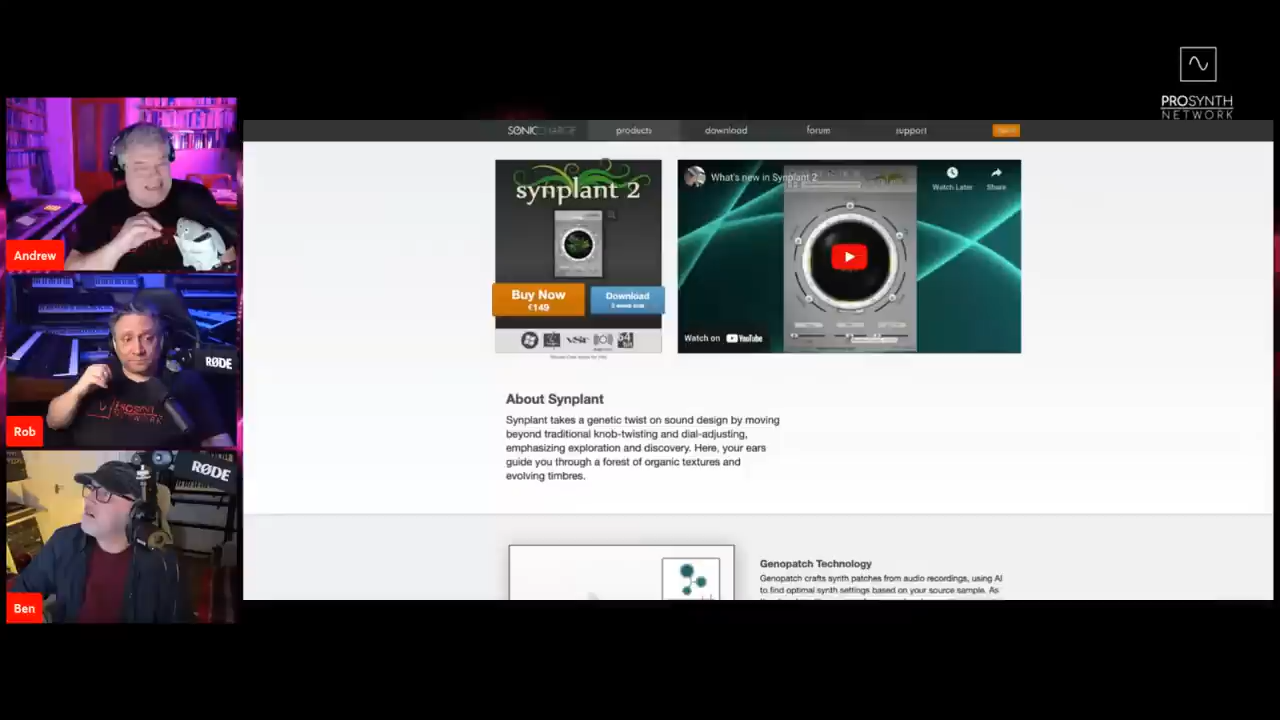 PROSYNTH
NETWORK
SONICCHARGE
products
download
forum
support
synplant 2
Buy Now
€149
Download
What's new in Synplant 2
Watch Later
Share
Watch on YouTube
VST
64
bit
About Synplant
Synplant takes a genetic twist on sound design by moving
beyond traditional knob-twisting and dial-adjusting,
emphasizing exploration and discovery. Here, your ears
guide you through a forest of organic textures and
evolving timbres.
Genopatch Technology
Genopatch crafts synth patches from audio recordings, using AI
to find optimal synth settings based on your source sample. As
Andrew
RØDE
Rob
RØDE
Ben